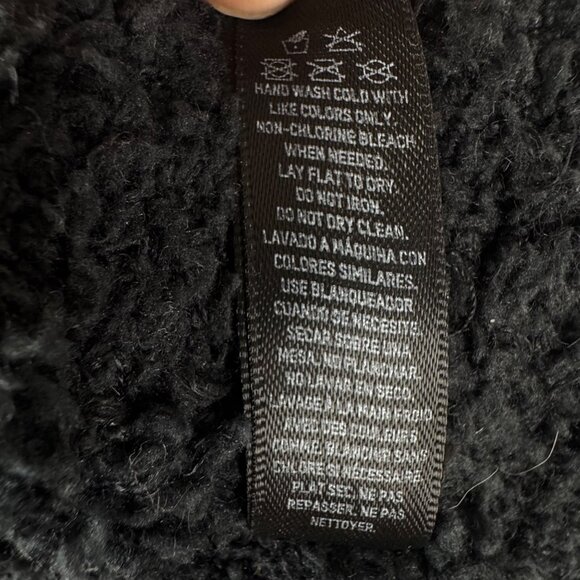 HAND WASH COLD WITH
LIKE COLORS ONLY.
NON-CHLORINE BLEACH
WHEN NEEDED.
LAY FLAT TO DRY.
DO NOT IRON.
DO NOT DRY CLEAN.
LAVADO A MÁQUINA CON
COLORES SIMILARES.
USE BLANQUEADOR
CUANDO SE NECESITE.
SECAR SOBRE UNA
MESA. NO PLANCHAR.
NO LAVAR EN SECO.
LAVAGE À LA MAIN FROID
AVEC DES COULEURS
BLANCHE SANS
CHLORE SI NECESSAIRE.
PLAT SEC. NE PAS
REPASSER. NE PAS
NETTOYER.